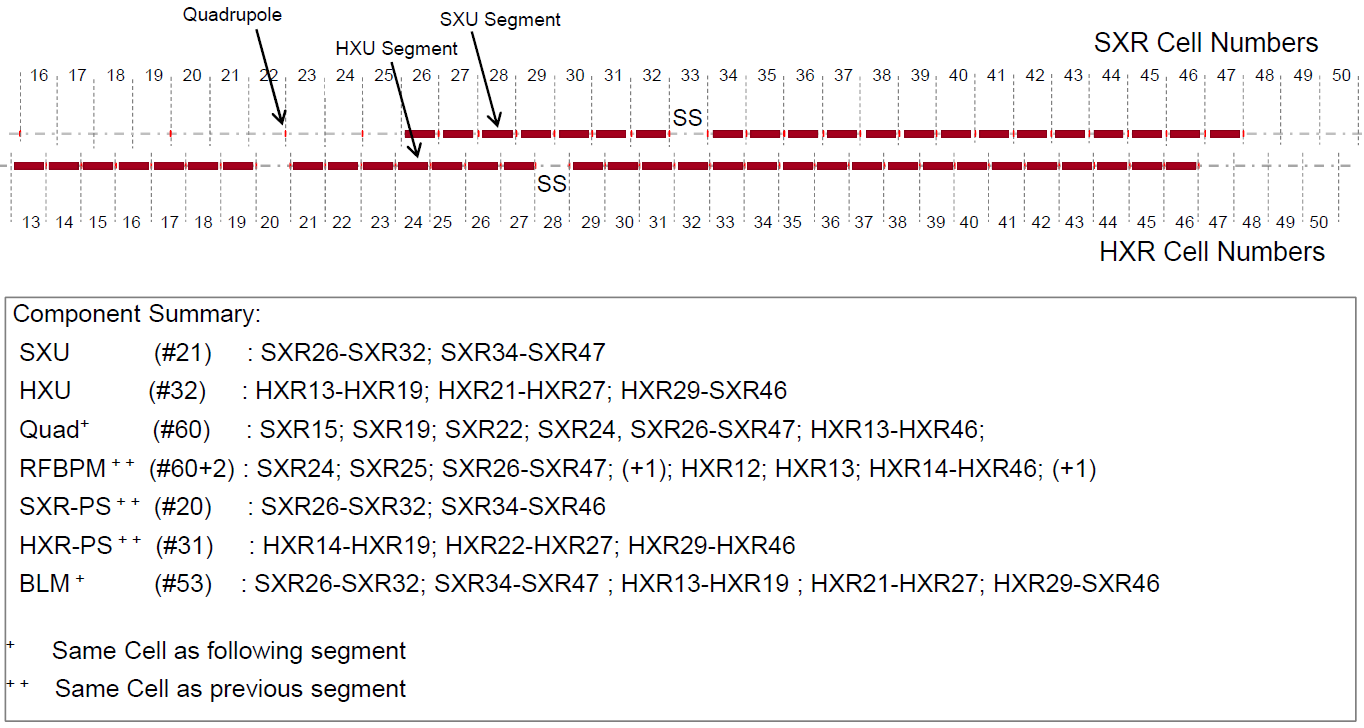 Quadrupole
SXU Segment
HXU Segment
SXR Cell Numbers
16 17 18 19 20 21 22 23 24 25 26 27 28 29 30 31 32 33 34 35 36 37 38 39 40 41 42 43 44 45 46 47 48 49 50
SS
SS
13 14 15 16 17 18 19 20 21 22 23 24 25 26 27 28 29 30 31 32 33 34 35 36 37 38 39 40 41 42 43 44 45 46 47 48 49 50
HXR Cell Numbers
Component Summary:
SXU (#21) : SXR26-SXR32; SXR34-SXR47
HXU (#32) : HXR13-HXR19; HXR21-HXR27; HXR29-SXR46
Quad+ (#60) : SXR15; SXR19; SXR22; SXR24, SXR26-SXR47; HXR13-HXR46;
RFBPM++ (#60+2) : SXR24; SXR25; SXR26-SXR47; (+1); HXR12; HXR13; HXR14-HXR46; (+1)
SXR-PS++ (#20) : SXR26-SXR32; SXR34-SXR46
HXR-PS++ (#31) : HXR14-HXR19; HXR22-HXR27; HXR29-HXR46
BLM+ (#53) : SXR26-SXR32; SXR34-SXR47 ; HXR13-HXR19 ; HXR21-HXR27; HXR29-SXR46
+ Same Cell as following segment
++ Same Cell as previous segment